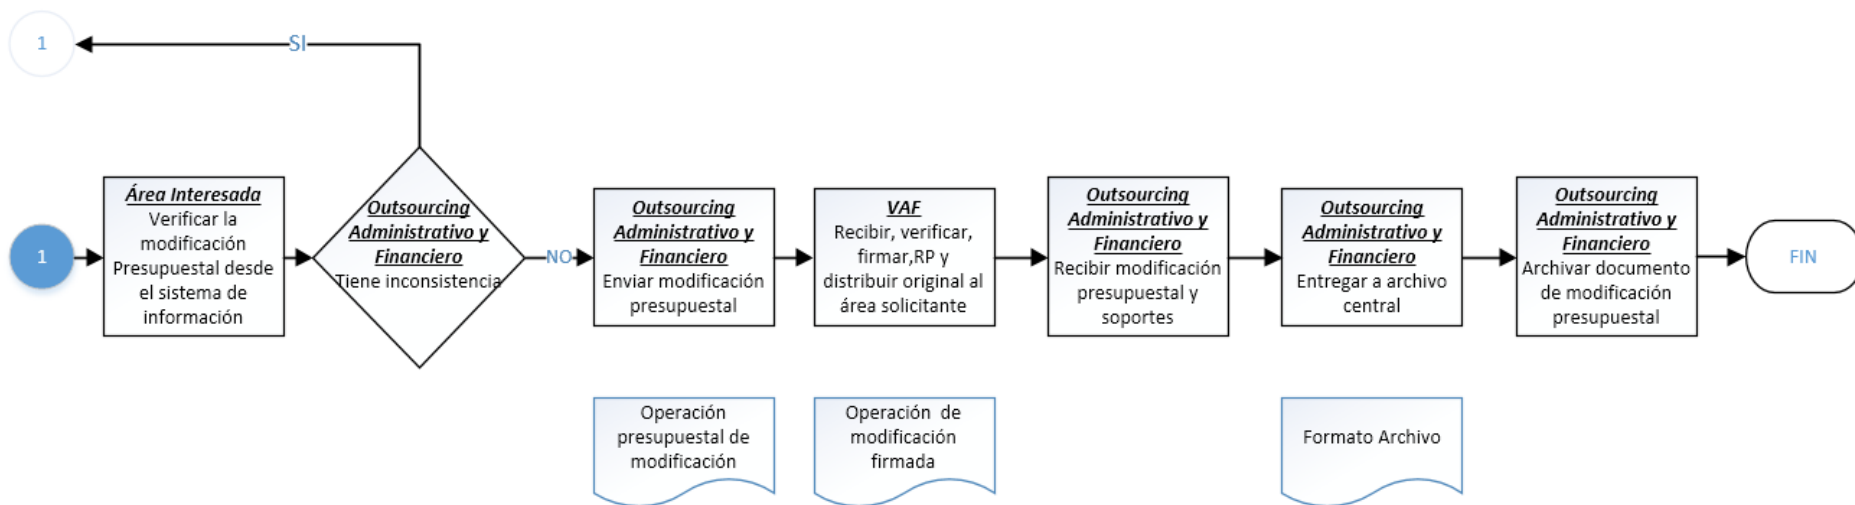 1
SI
1
Área Interesada
Verificar la
modificación
Presupuestal desde
el sistema de
información
Outsourcing
Administrativo y
Financiero
Tiene inconsistencia
NO
Outsourcing
Administrativo y
Financiero
Enviar modificación
presupuestal
VAF
Recibir, verificar,
firmar,RP y
distribuir original al
área solicitante
Outsourcing
Administrativo y
Financiero
Recibir modificación
presupuestal y
soportes
Outsourcing
Administrativo y
Financiero
Entregar a archivo
central
Outsourcing
Administrativo y
Financiero
Archivar documento
de modificación
presupuestal
FIN
Operación
presupuestal de
modificación
Operación  de
modificación
firmada
Formato Archivo